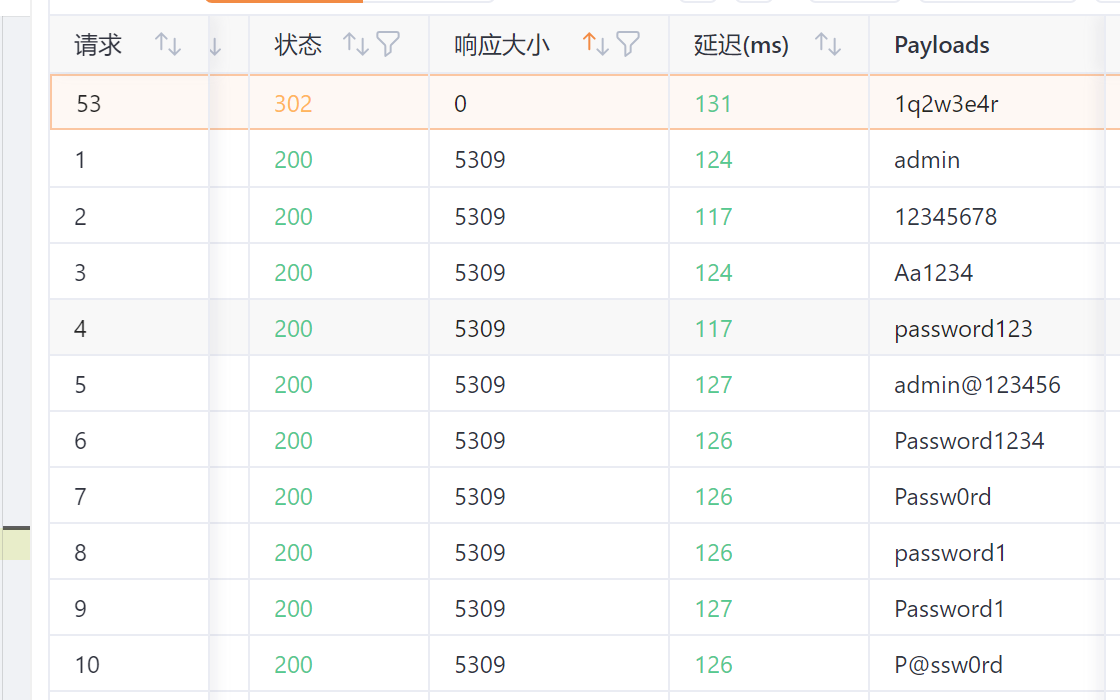 请求 状态 响应大小 延迟(ms) Payloads
53 302 0 131 1q2w3e4r
1 200 5309 124 admin
2 200 5309 117 12345678
3 200 5309 124 Aa1234
4 200 5309 117 password123
5 200 5309 127 admin@123456
6 200 5309 126 Password1234
7 200 5309 126 Passw0rd
8 200 5309 126 password1
9 200 5309 127 Password1
10 200 5309 126 P@ssw0rd